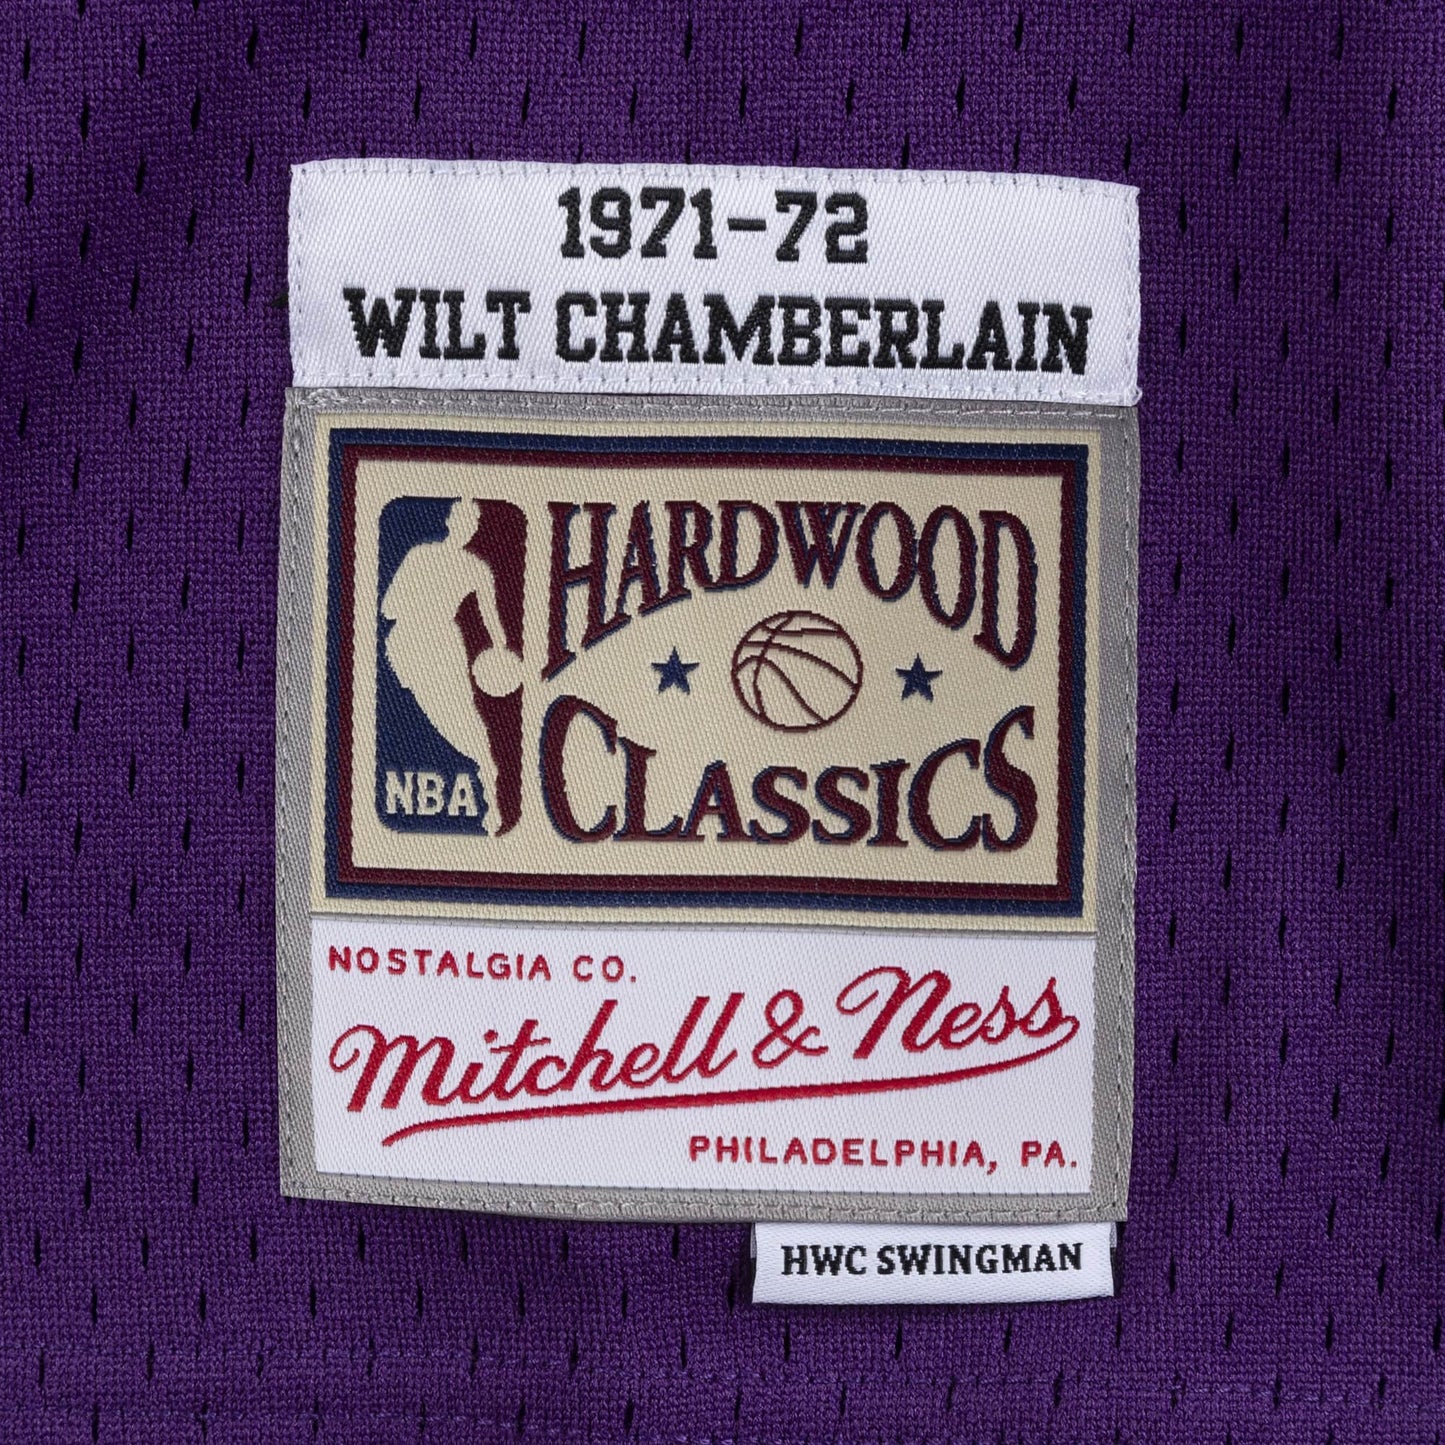 1971-72
WILT CHAMBERLAIN
HARDWOOD
CLASSICS
NBA
NOSTALGIA CO.
Mitchell & Ness
PHILADELPHIA, PA.
HWC SWINGMAN